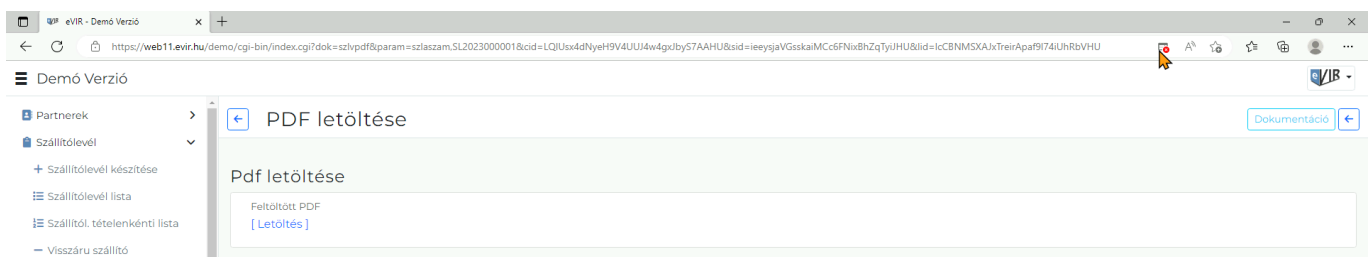 eVIR - Demó Verzió
https://web11.evir.hu/demo/cgi-bin/index.cgi?dok=szlvpdf&param=szlaszam.SL2023000001&cid=LQIUsx4dNyeH9V4UUJ4w4gxJbyS7AAHU&sid=ieeysjaVGsskaiMCc6FNixBhZqTyiJHU&lid=IcCBNMSXAJxTreirApaf9I74iUhRbVHU
Demó Verzió
eVIR
Partnerek
PDF letöltése
Dokumentáció
Szállítólevél
Szállítólevél készítése
Pdf letöltése
Szállítólevél lista
Feltöltött PDF
[ Letöltés ]
Szállítól. tételenkénti lista
Visszáru szállító